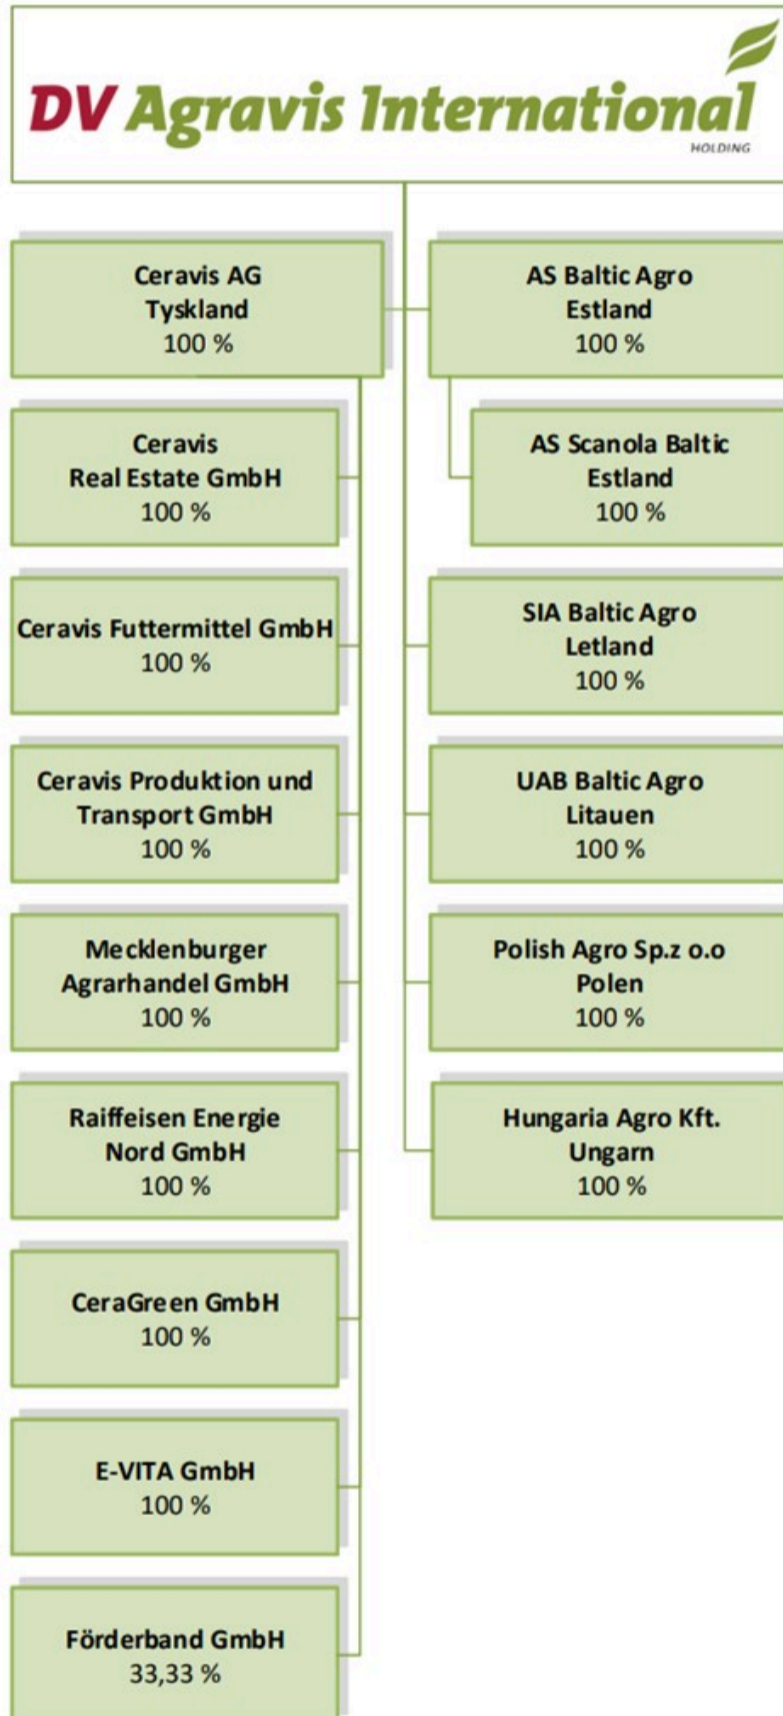 DV Agravis International
HOLDING
Ceravis AG
Tyskland
100 %
Ceravis
Real Estate GmbH
100 %
Ceravis Futtermittel GmbH
100 %
Ceravis Produktion und
Transport GmbH
100 %
Mecklenburger
Agrarhandel GmbH
100 %
Raiffeisen Energie
Nord GmbH
100 %
CeraGreen GmbH
100 %
E-VITA GmbH
100 %
Förderband GmbH
33,33 %
AS Baltic Agro
Estland
100 %
AS Scanola Baltic
Estland
100 %
SIA Baltic Agro
Letland
100 %
UAB Baltic Agro
Litauen
100 %
Polish Agro Sp.z o.o
Polen
100 %
Hungaria Agro Kft.
Ungarn
100 %